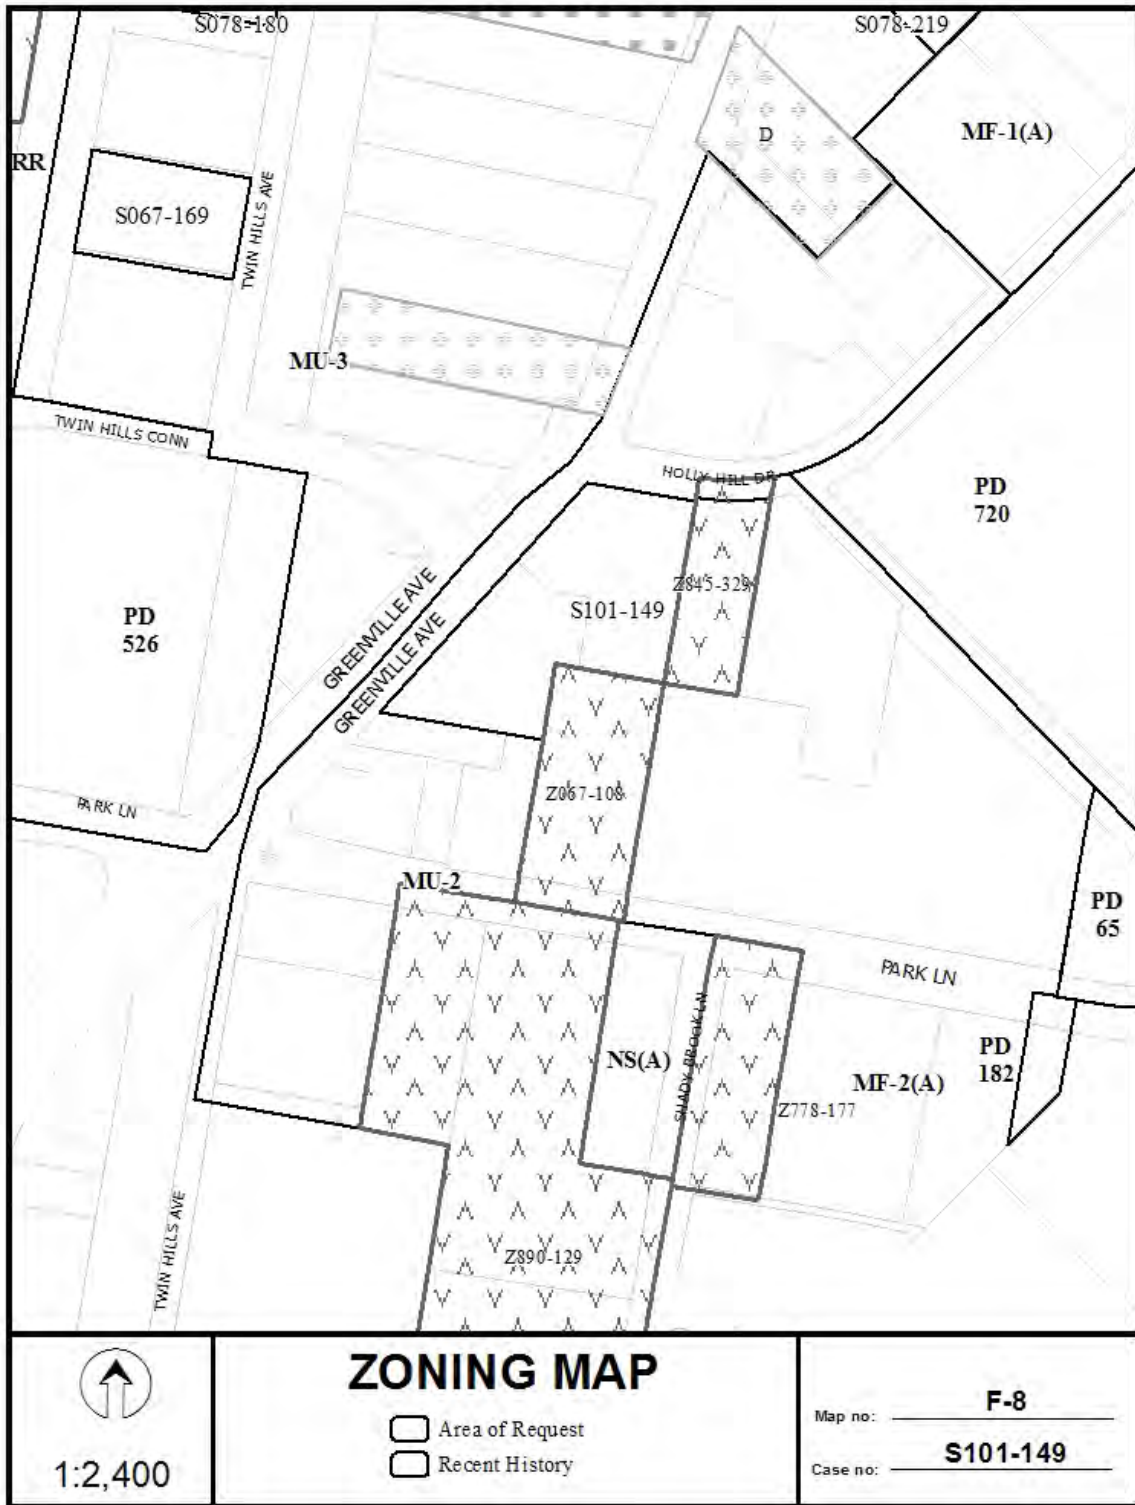 S078-180
S078-219
MF-1(A)
D
RR
S067-169
TWIN HILLS AVE
MU-3
TWIN HILLS CONN
HOLLY HILL DR
PD
720
Z845-329
S101-149
GREENVILLE AVE
GREENVILLE AVE
PD
526
Z067-108
PARK LN
MU-2
PD
65
PARK LN
SHADY BROOK LN
NS(A)
PD
182
MF-2(A)
Z778-177
TWIN HILLS AVE
Z890-129
1:2,400
ZONING MAP
Area of Request
Recent History
Map no: F-8
Case no: S101-149